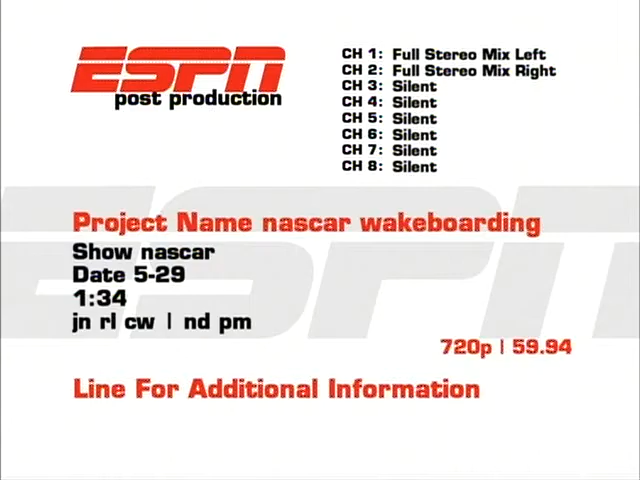 ESPN
post production
CH 1: Full Stereo Mix Left
CH 2: Full Stereo Mix Right
CH 3: Silent
CH 4: Silent
CH 5: Silent
CH 6: Silent
CH 7: Silent
CH 8: Silent
ESPN
Project Name nascar wakeboarding
Show nascar
Date 5-29
1:34
jn rl cw | nd pm
720p | 59.94
Line For Additional Information